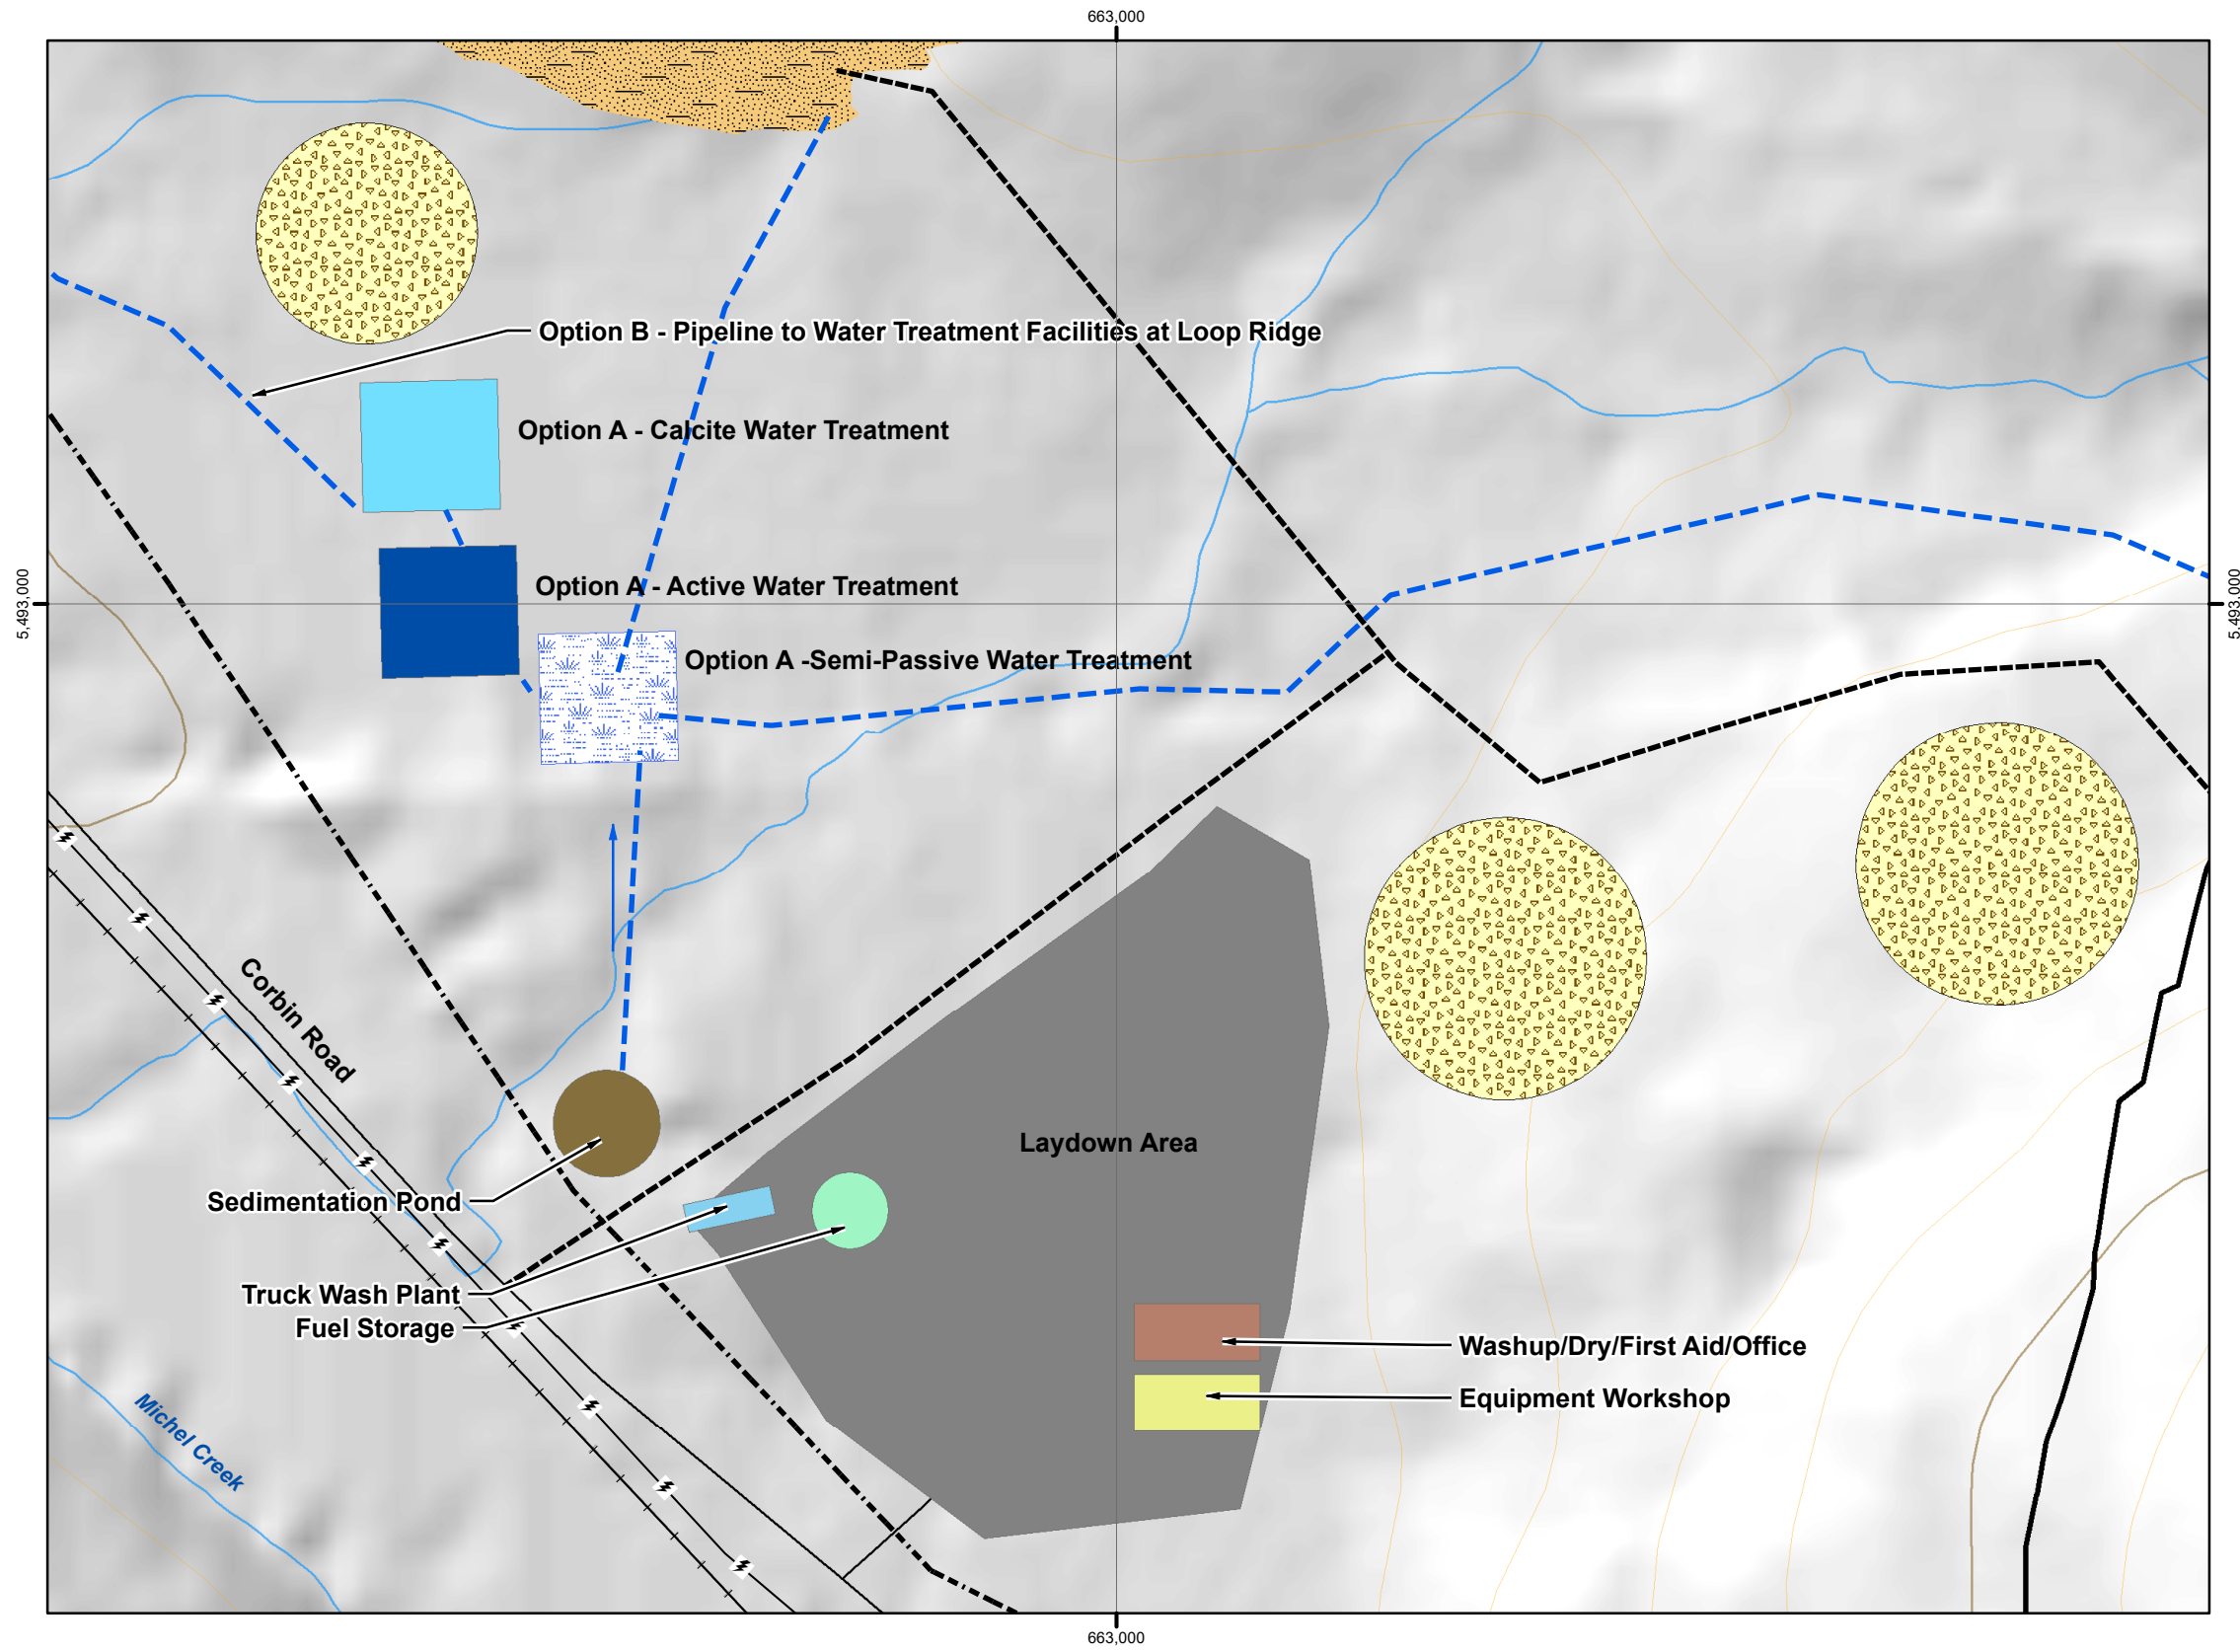 663,000
Option B - Pipeline to Water Treatment Facilities at Loop Ridge
Option A - Calcite Water Treatment
Option A - Active Water Treatment
5,493,000
5,493,000
Option A -Semi-Passive Water Treatment
Corbin Road
Laydown Area
Sedimentation Pond
Truck Wash Plant
Fuel Storage
Washup/Dry/First Aid/Office
Equipment Workshop
Michel Creek
663,000